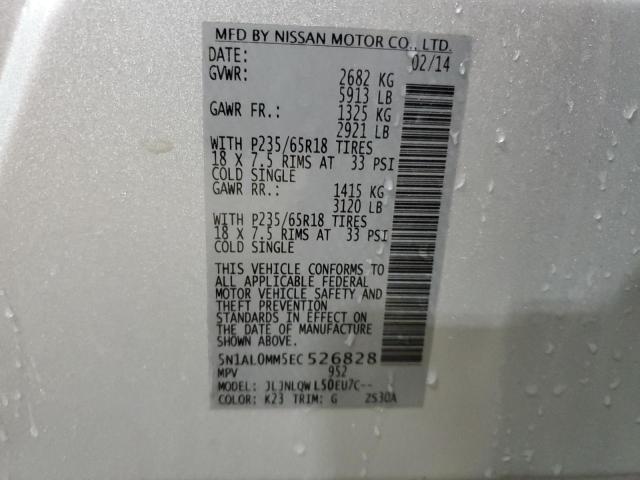 MFD BY NISSAN MOTOR CO., LTD.
DATE: 02/14
GVWR: 2682 KG
5913 LB
GAWR FR.: 1325 KG
2921 LB
WITH P235/65R18 TIRES
18 X 7.5 RIMS AT 33 PSI
COLD SINGLE
GAWR RR.: 1415 KG
3120 LB
WITH P235/65R18 TIRES
18 X 7.5 RIMS AT 33 PSI
COLD SINGLE
THIS VEHICLE CONFORMS TO
ALL APPLICABLE FEDERAL
MOTOR VEHICLE SAFETY AND
THEFT PREVENTION
STANDARDS IN EFFECT ON
THE DATE OF MANUFACTURE
SHOWN ABOVE.
5N1AL0MM5EC526828
MPV 952
MODEL: JLJNLQWL50EU7C--
COLOR: K23 TRIM: G 2S30A